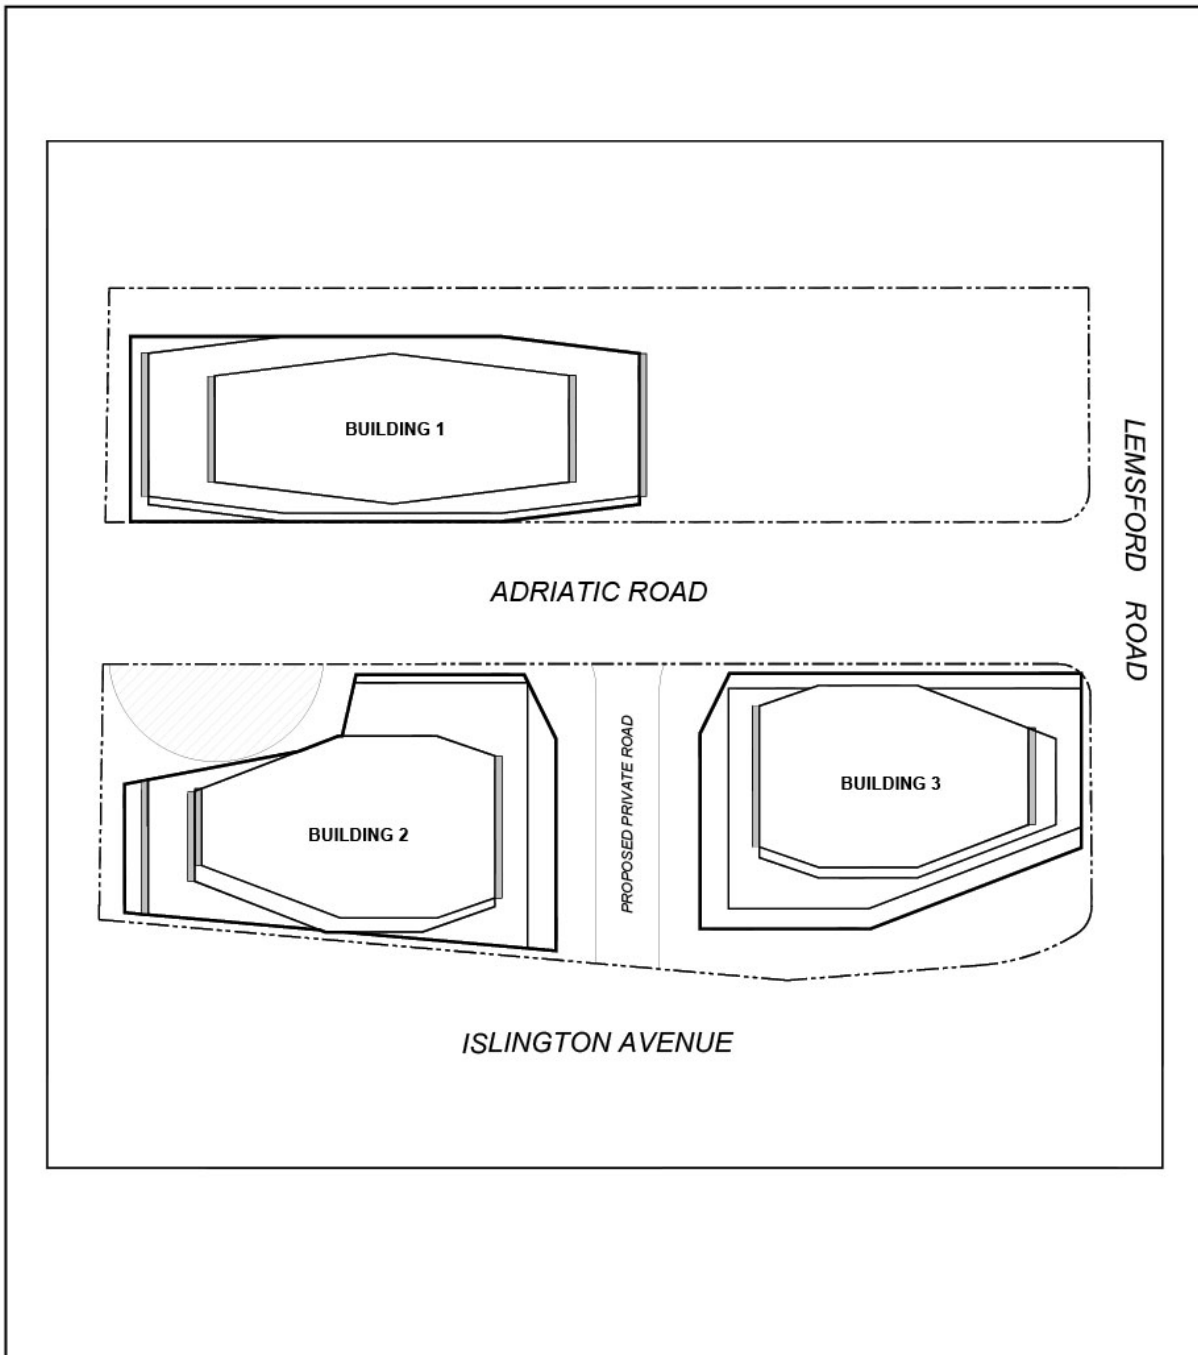 BUILDING 1
LEMSFORD ROAD
ADRIATIC ROAD
PROPOSED PRIVATE ROAD
BUILDING 2
BUILDING 3
ISLINGTON AVENUE